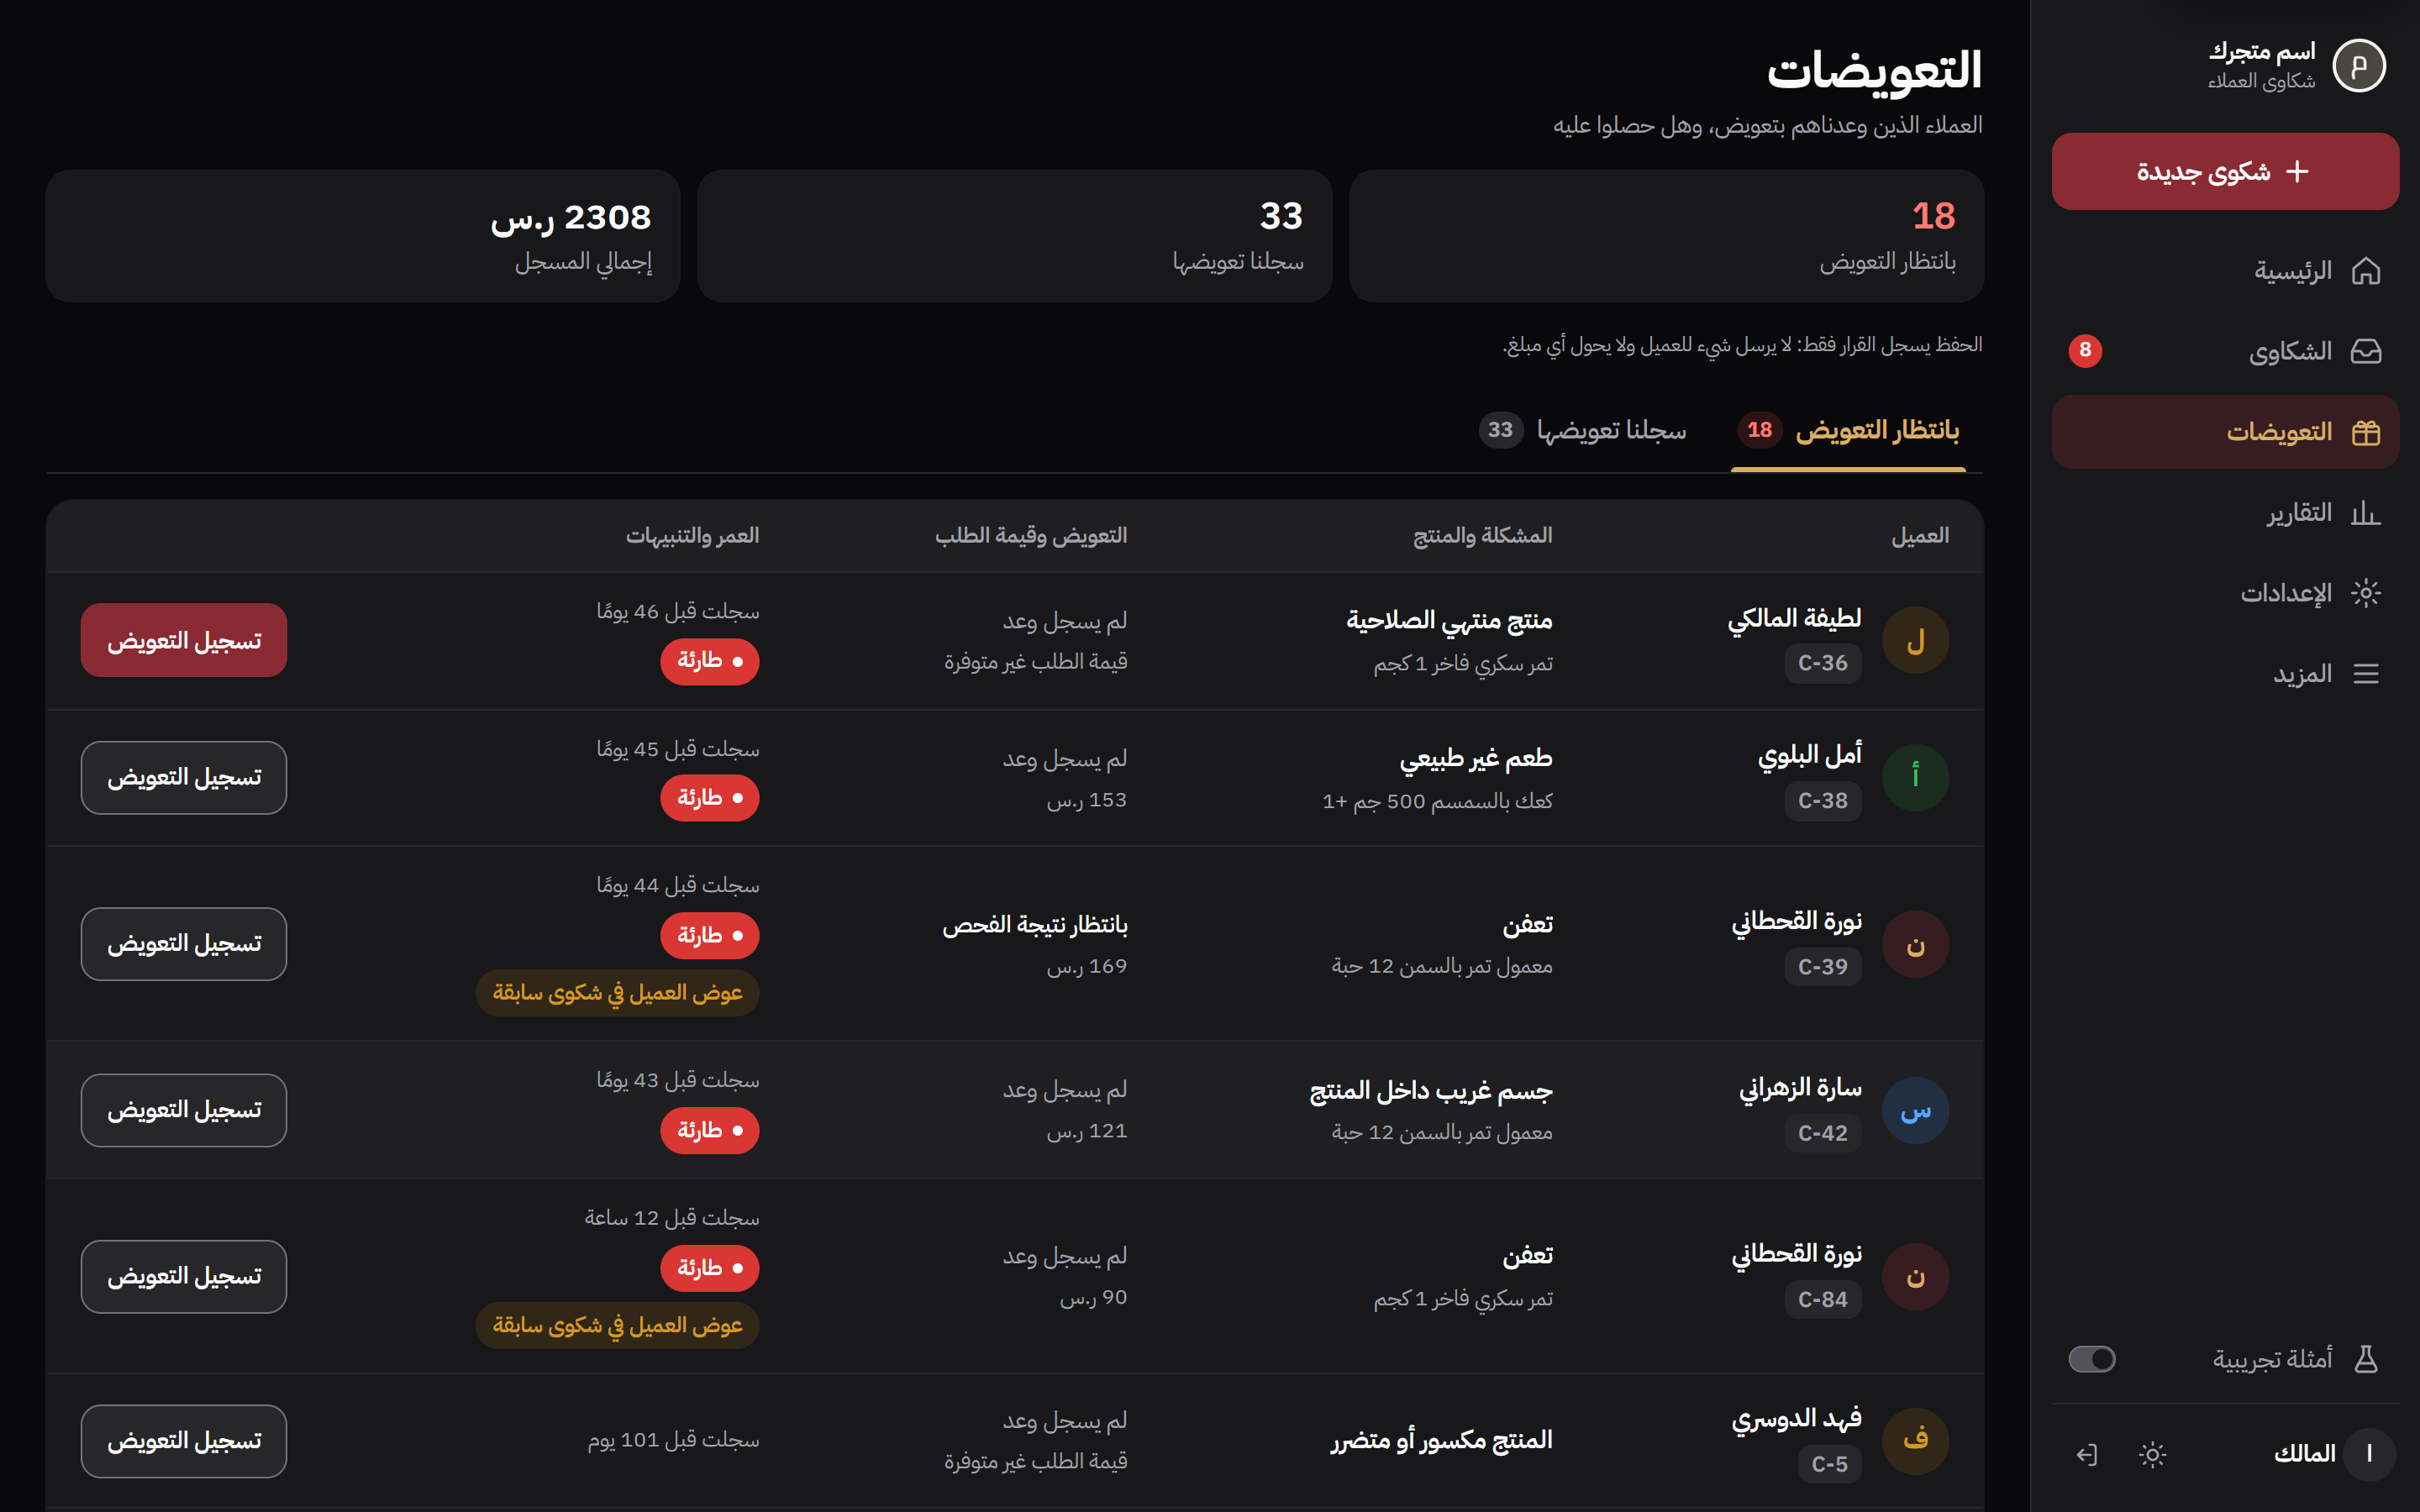 م
اسم متجرك
شكاوى العملاء
شكوى جديدة
الرئيسية
الشكاوى 8
التعويضات
التقارير
الإعدادات
المزيد
أمثلة تجريبية
ا المالك
التعويضات
العملاء الذين وعدناهم بتعويض، وهل حصلوا عليه
18
بانتظار التعويض
33
سجلنا تعويضها
2308 ر.س
إجمالي المسجل
الحفظ يسجل القرار فقط: لا يرسل شيء للعميل ولا يحول أي مبلغ.
بانتظار التعويض 18 سجلنا تعويضها 33
العميل المشكلة والمنتج التعويض وقيمة الطلب العمر والتنبيهات
ل
لطيفة المالكي
C-36
منتج منتهي الصلاحية
تمر سكري فاخر 1 كجم
لم يسجل وعد
قيمة الطلب غير متوفرة
سجلت قبل 46 يومًا
طارئة
تسجيل التعويض
أ
أمل البلوي
C-38
طعم غير طبيعي
كعك بالسمسم 500 جم +1
لم يسجل وعد
153 ر.س
سجلت قبل 45 يومًا
طارئة
تسجيل التعويض
ن
نورة القحطاني
C-39
تعفن
معمول تمر بالسمن 12 حبة
بانتظار نتيجة الفحص
169 ر.س
سجلت قبل 44 يومًا
طارئة
عوض العميل في شكوى سابقة
تسجيل التعويض
س
سارة الزهراني
C-42
جسم غريب داخل المنتج
معمول تمر بالسمن 12 حبة
لم يسجل وعد
121 ر.س
سجلت قبل 43 يومًا
طارئة
تسجيل التعويض
ن
نورة القحطاني
C-84
تعفن
تمر سكري فاخر 1 كجم
لم يسجل وعد
90 ر.س
سجلت قبل 12 ساعة
طارئة
عوض العميل في شكوى سابقة
تسجيل التعويض
ف
فهد الدوسري
C-5
المنتج مكسور أو متضرر
لم يسجل وعد
قيمة الطلب غير متوفرة
سجلت قبل 101 يوم
تسجيل التعويض